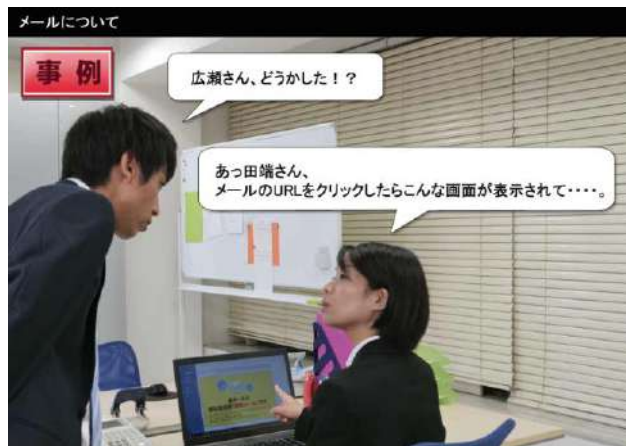 メールについて
事 例
広瀬さん、どうかした！？
あっ田端さん、
メールのURLをクリックしたらこんな画面が表示されて・・・・。